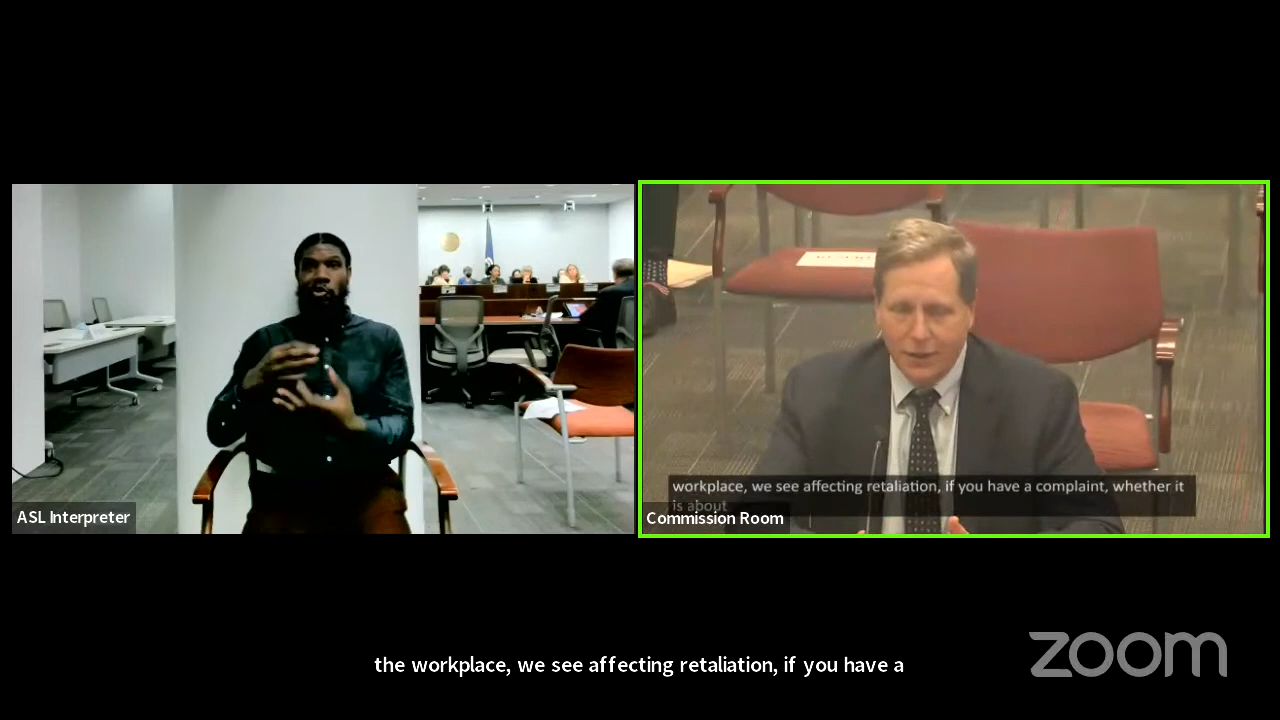 workplace, we see affecting retaliation, if you have a complaint, whether it
is about
ASL Interpreter
Commission Room
the workplace, we see affecting retaliation, if you have a
zoom